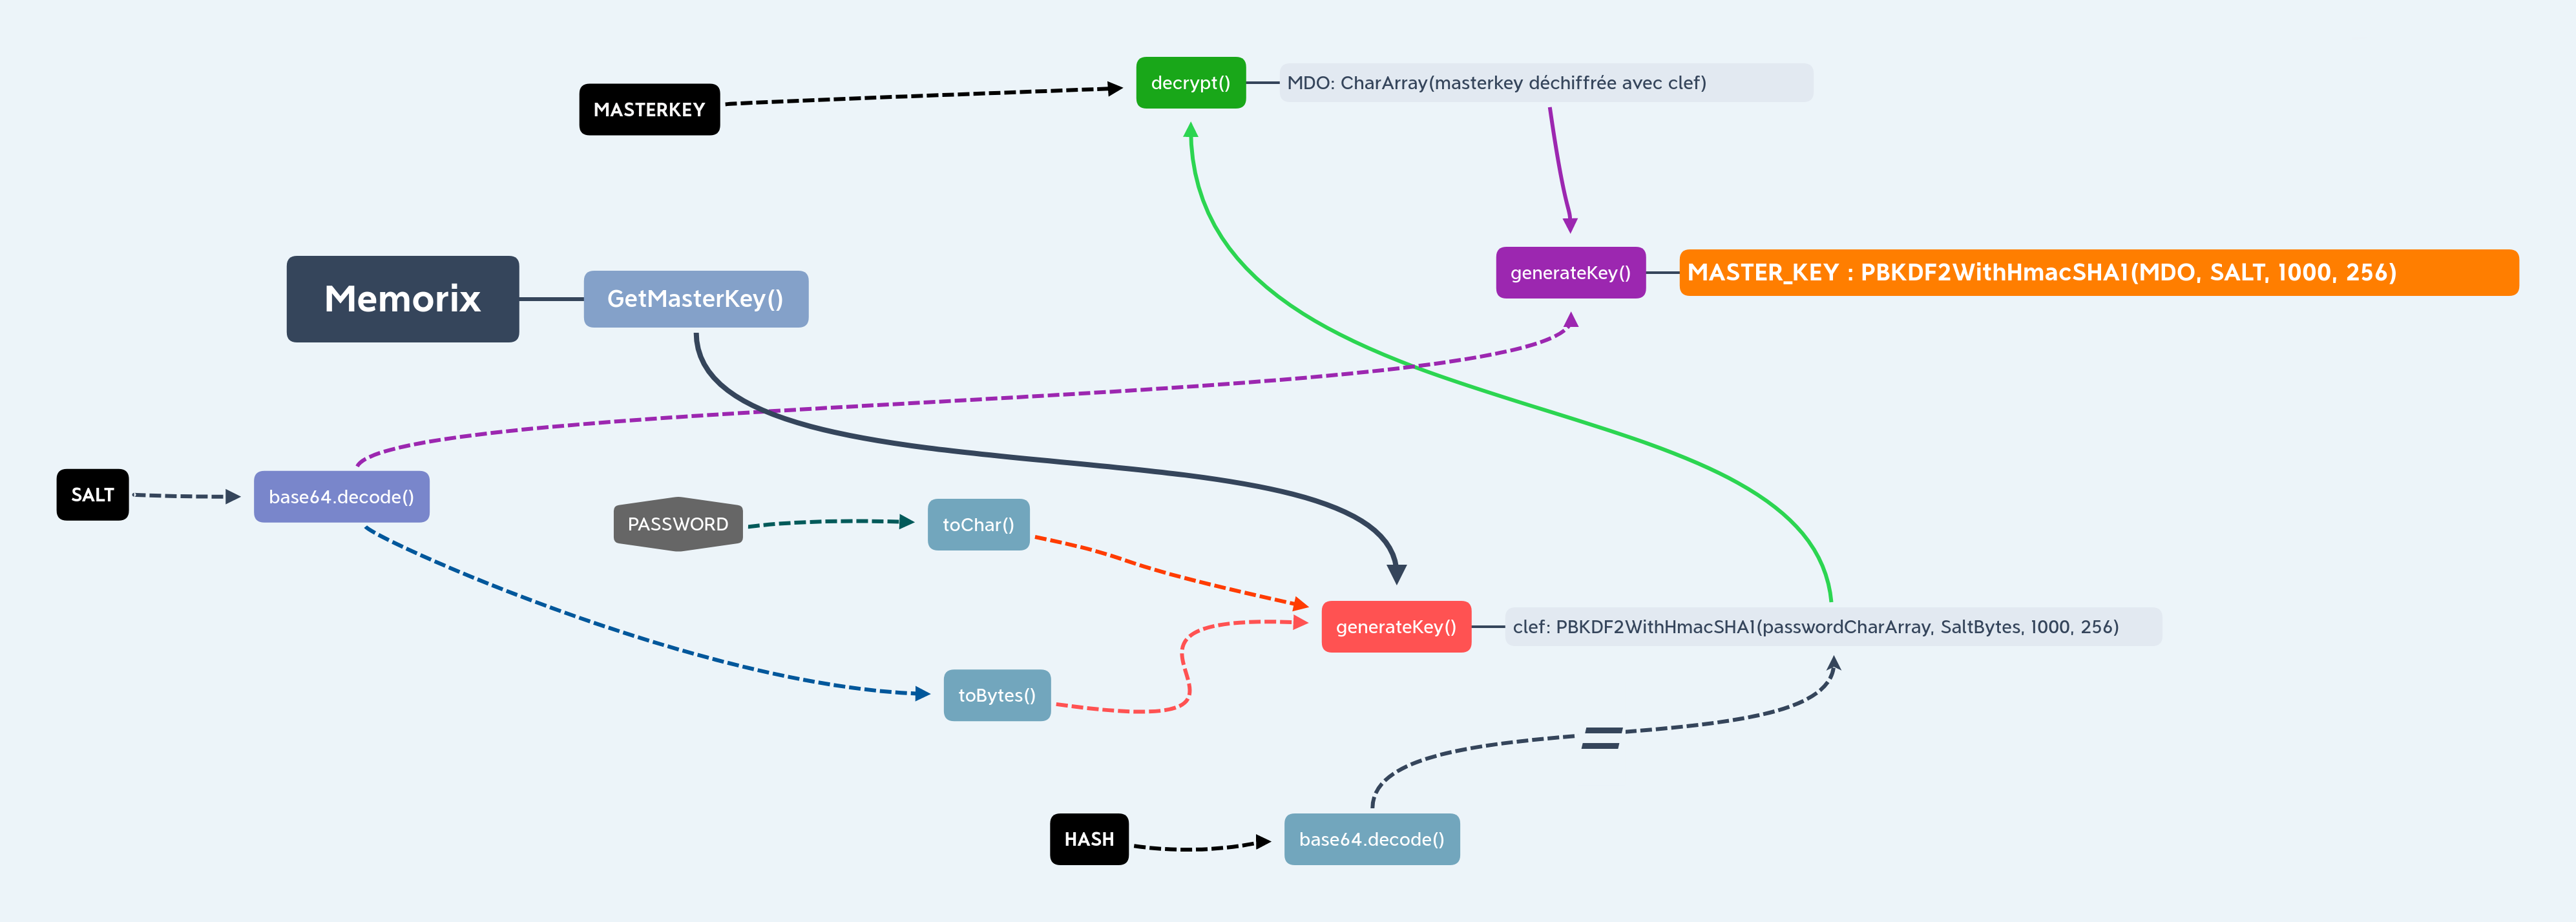 decrypt()
MDO: CharArray(masterkey déchiffrée avec clef)
MASTERKEY
generateKey()
MASTER_KEY : PBKDF2WithHmacSHA1(MDO, SALT, 1000, 256)
Memorix
GetMasterKey()
SALT
base64.decode()
PASSWORD
toChar()
generateKey()
clef: PBKDF2WithHmacSHA1(passwordCharArray, SaltBytes, 1000, 256)
toBytes()
=
HASH
base64.decode()